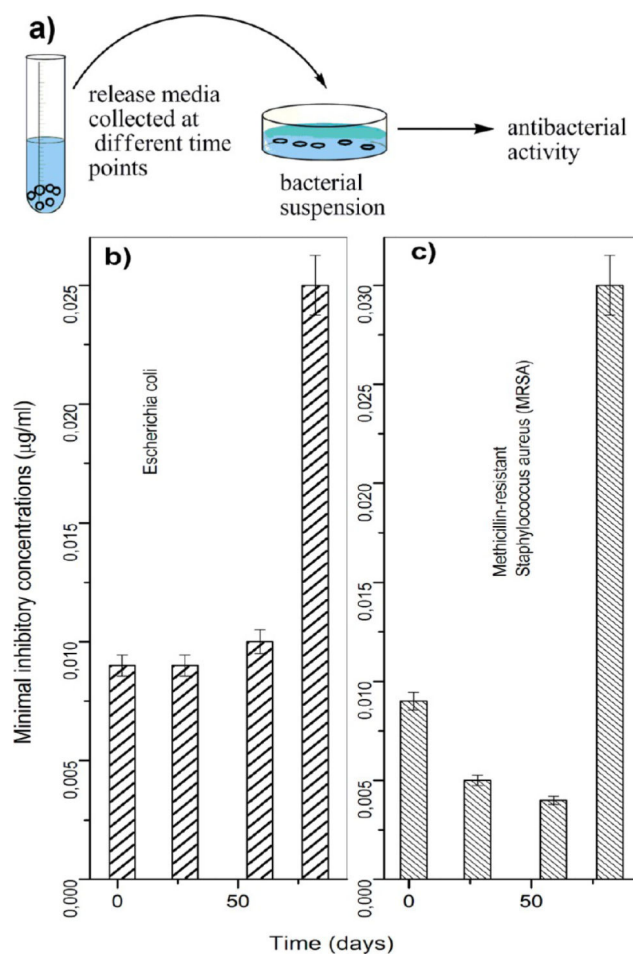 a)
release media
collected at
different time
points
bacterial
suspension
antibacterial
activity
b)
c)
Minimal inhibitory concentrations (μg/ml)
0,025
0,020
0,015
0,010
0,005
0,000
Escherichia coli
0,030
0,025
0,020
0,015
0,010
0,005
0,000
Methicillin-resistant
Staphylococcus aureus (MRSA)
0
50
0
50
Time (days)